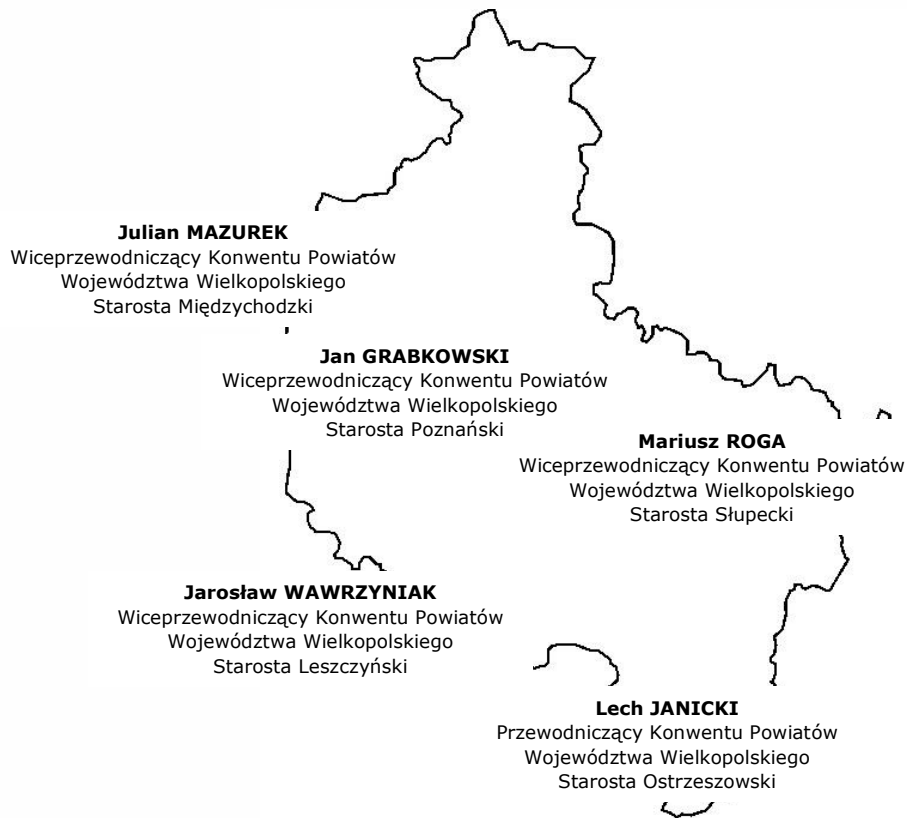 Julian MAZUREK
Wiceprzewodniczący Konwentu Powiatów
Województwa Wielkopolskiego
Starosta Międzychodzki
Jan GRABKOWSKI
Wiceprzewodniczący Konwentu Powiatów
Województwa Wielkopolskiego
Starosta Poznański
Mariusz ROGA
Wiceprzewodniczący Konwentu Powiatów
Województwa Wielkopolskiego
Starosta Słupecki
Jarosław WAWRZYNIAK
Wiceprzewodniczący Konwentu Powiatów
Województwa Wielkopolskiego
Starosta Leszczyński
Lech JANICKI
Przewodniczący Konwentu Powiatów
Województwa Wielkopolskiego
Starosta Ostrzeszowski